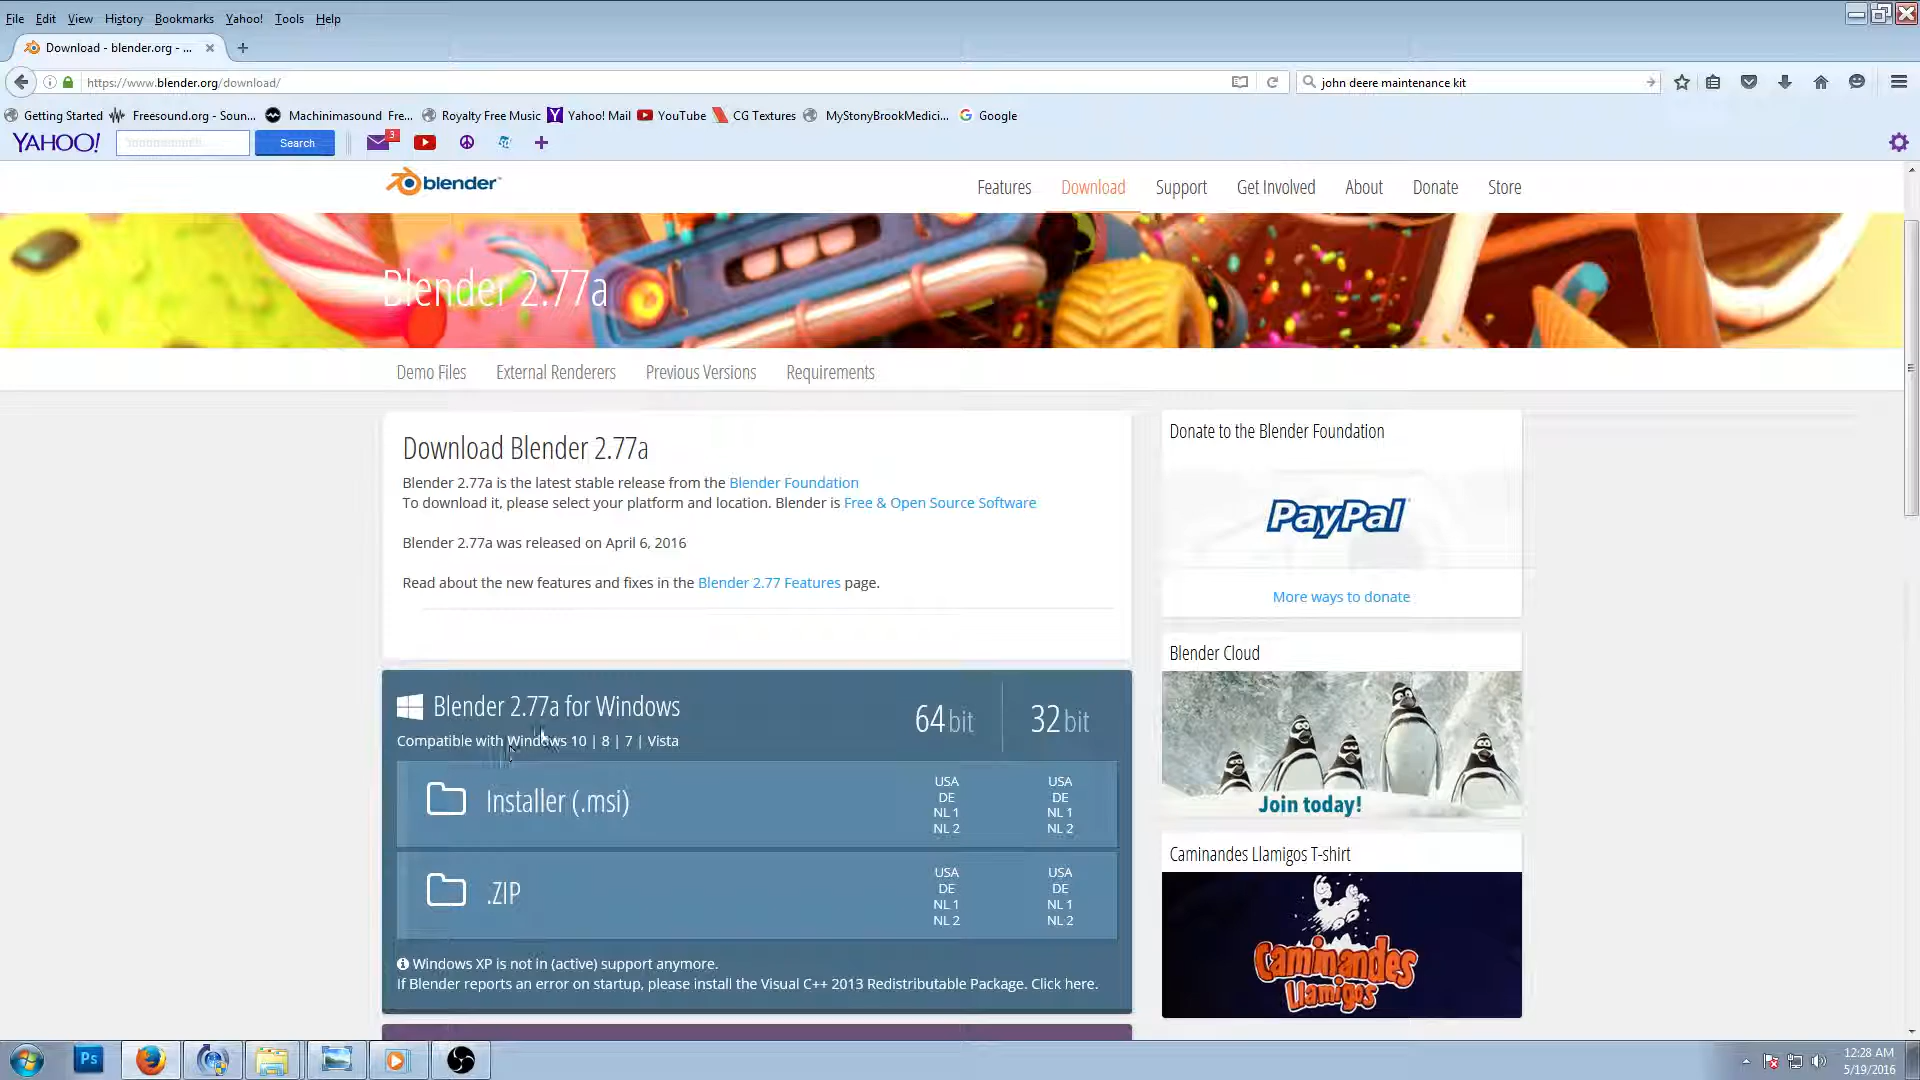 File Edit View History Bookmarks Yahoo! Tools Help
Download - blender.org - ...
https://www.blender.org/download/
john deere maintenance kit
Getting Started Freesound.org - Soun... Machinimasound Fre... Royalty Free Music Yahoo! Mail YouTube CG Textures MyStonyBrookMedici... Google
YAHOO! Search 3
blender
Features Download Support Get Involved About Donate Store
Blender 2.77a
Demo Files External Renderers Previous Versions Requirements
Download Blender 2.77a
Blender 2.77a is the latest stable release from the Blender Foundation
To download it, please select your platform and location. Blender is Free & Open Source Software
Blender 2.77a was released on April 6, 2016
Read about the new features and fixes in the Blender 2.77 Features page.
Blender 2.77a for Windows
Compatible with Windows 10 | 8 | 7 | Vista
64bit 32bit
Installer (.msi)
USA USA
DE DE
NL 1 NL 1
NL 2 NL 2
.ZIP
USA USA
DE DE
NL 1 NL 1
NL 2 NL 2
Windows XP is not in (active) support anymore.
If Blender reports an error on startup, please install the Visual C++ 2013 Redistributable Package. Click here.
Donate to the Blender Foundation
PayPal
More ways to donate
Blender Cloud
Join today!
Caminandes Llamigos T-shirt
Caminandes
Llamigos
Ps
12:28 AM
5/19/2016